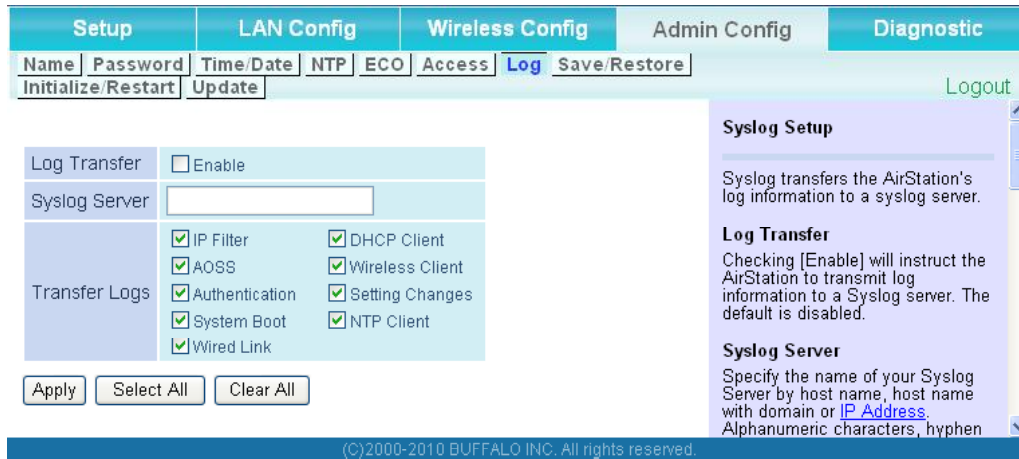 Setup LAN Config Wireless Config Admin Config Diagnostic
Name Password Time/Date NTP ECO Access Log Save/Restore
Initialize/Restart Update
Logout
Log Transfer Enable
Syslog Server
Transfer Logs
IP Filter DHCP Client
AOSS Wireless Client
Authentication Setting Changes
System Boot NTP Client
Wired Link
Apply Select All Clear All
Syslog Setup
Syslog transfers the AirStation's
log information to a syslog server.
Log Transfer
Checking [Enable] will instruct the
AirStation to transmit log
information to a Syslog server. The
default is disabled.
Syslog Server
Specify the name of your Syslog
Server by host name, host name
with domain or IP Address.
Alphanumeric characters, hyphen
(C)2000-2010 BUFFALO INC. All rights reserved.